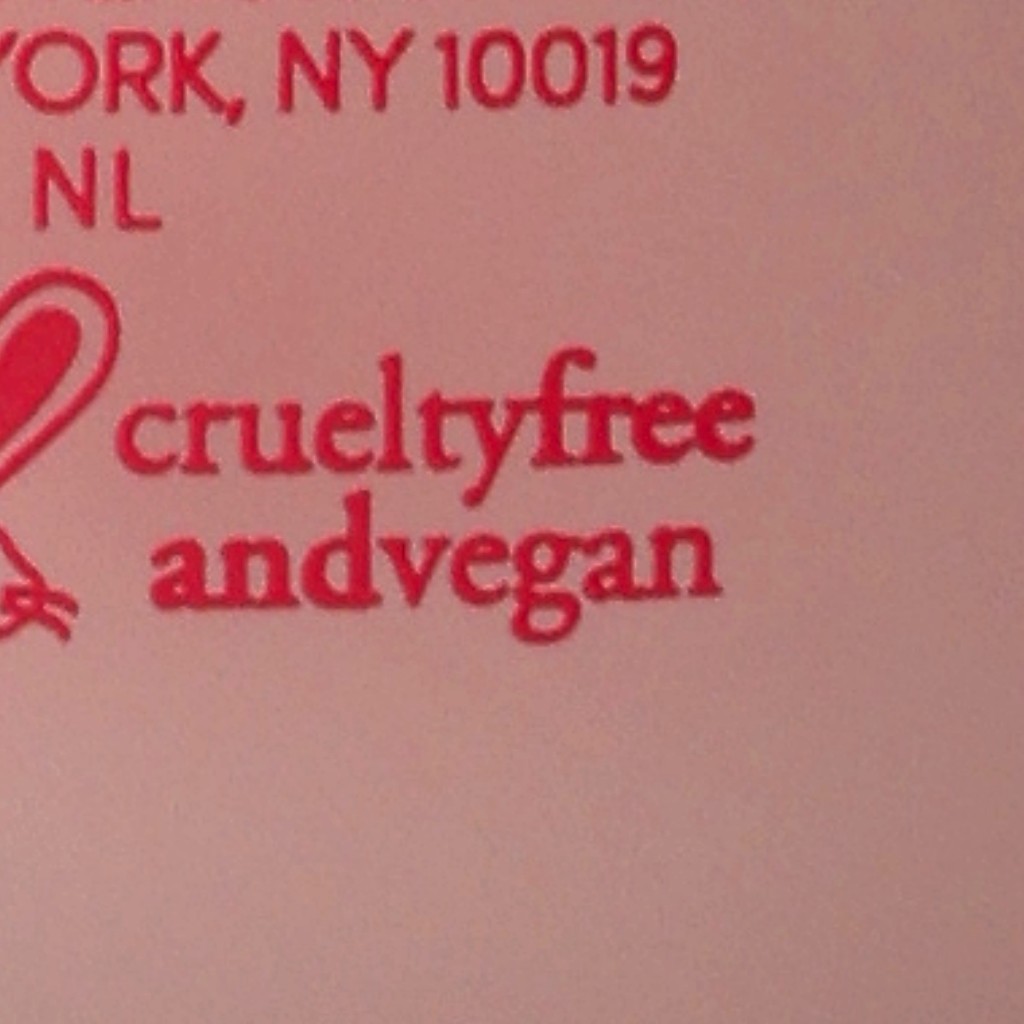 YORK, NY 10019
NL
crueltyfree
andvegan